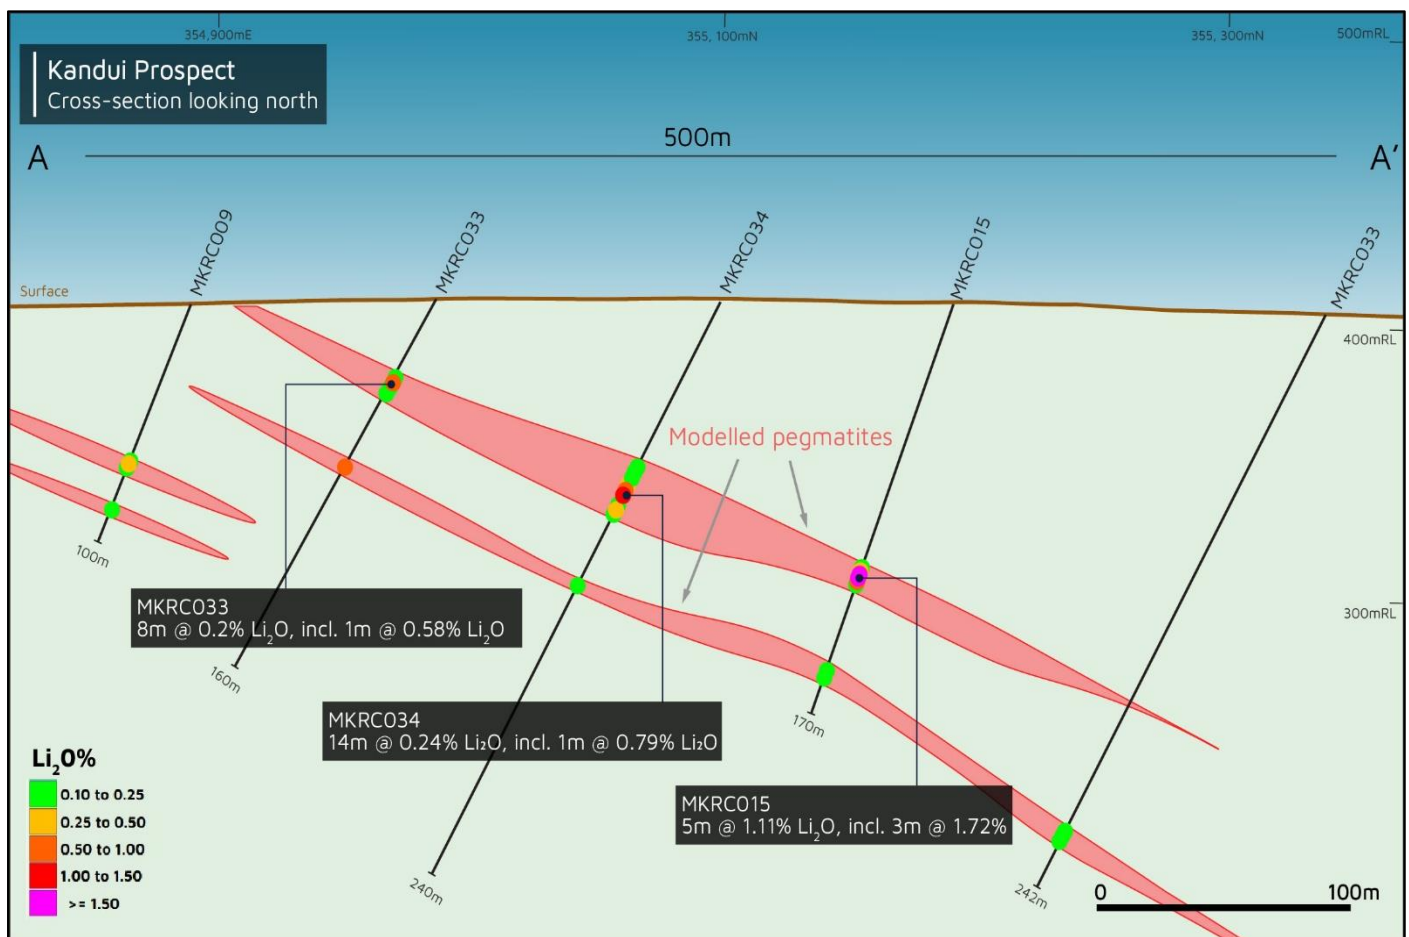 354,900mE
355, 100mN
355, 300mN
500mRL
Kandui Prospect
Cross-section looking north
500m
A
A’
MKRC009
MKRC033
MKRC034
MKRC015
MKRC033
Surface
400mRL
Modelled pegmatites
100m
300mRL
MKRC033
8m @ 0.2% Li₂O, incl. 1m @ 0.58% Li₂O
160m
MKRC034
14m @ 0.24% Li₂O, incl. 1m @ 0.79% Li₂O
170m
MKRC015
5m @ 1.11% Li₂O, incl. 3m @ 1.72%
240m
242m
Li₂0%
0.10 to 0.25
0.25 to 0.50
0.50 to 1.00
1.00 to 1.50
>= 1.50
0
100m